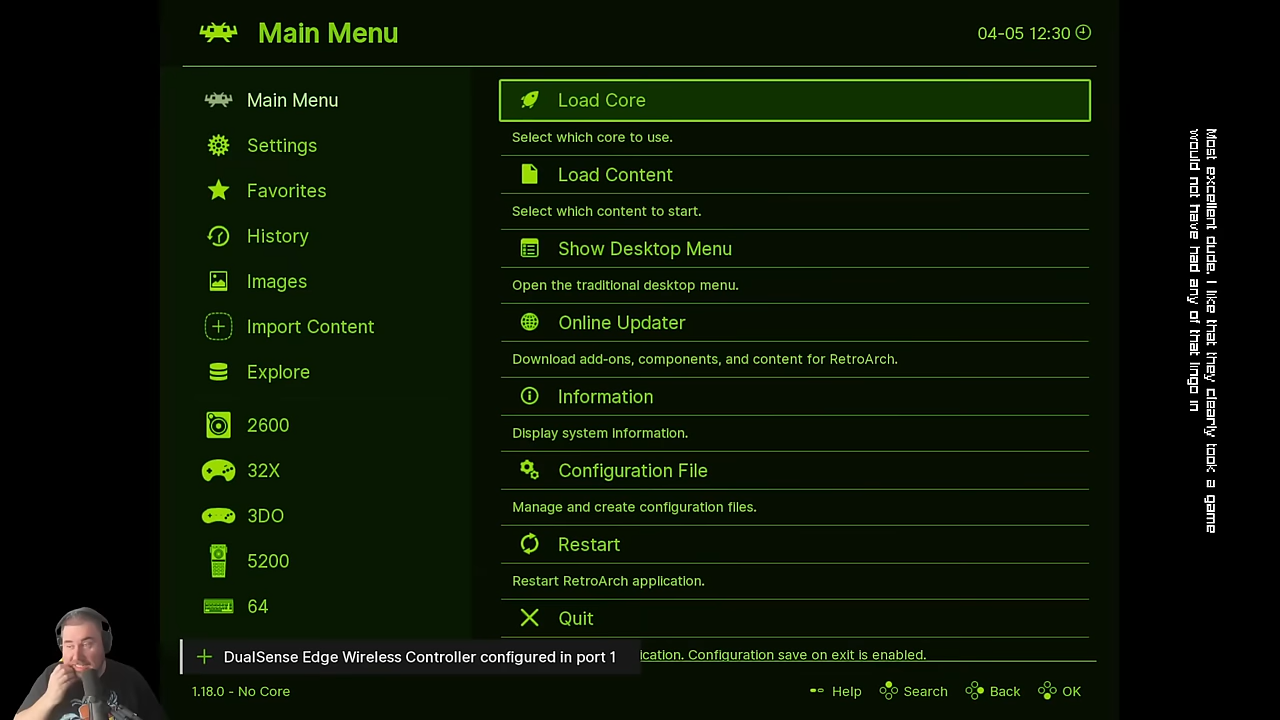 Main Menu
04-05 12:30
Main Menu
Settings
Favorites
History
Images
Import Content
Explore
2600
32X
3DO
5200
64
Load Core
Select which core to use.
Load Content
Select which content to start.
Show Desktop Menu
Open the traditional desktop menu.
Online Updater
Download add-ons, components, and content for RetroArch.
Information
Display system information.
Configuration File
Manage and create configuration files.
Restart
Restart RetroArch application.
Quit
ication. Configuration save on exit is enabled.
DualSense Edge Wireless Controller configured in port 1
1.18.0 - No Core
Help
Search
Back
OK
Most excellent dude. I like that they clearly took a game
would not have had any of that lingo in